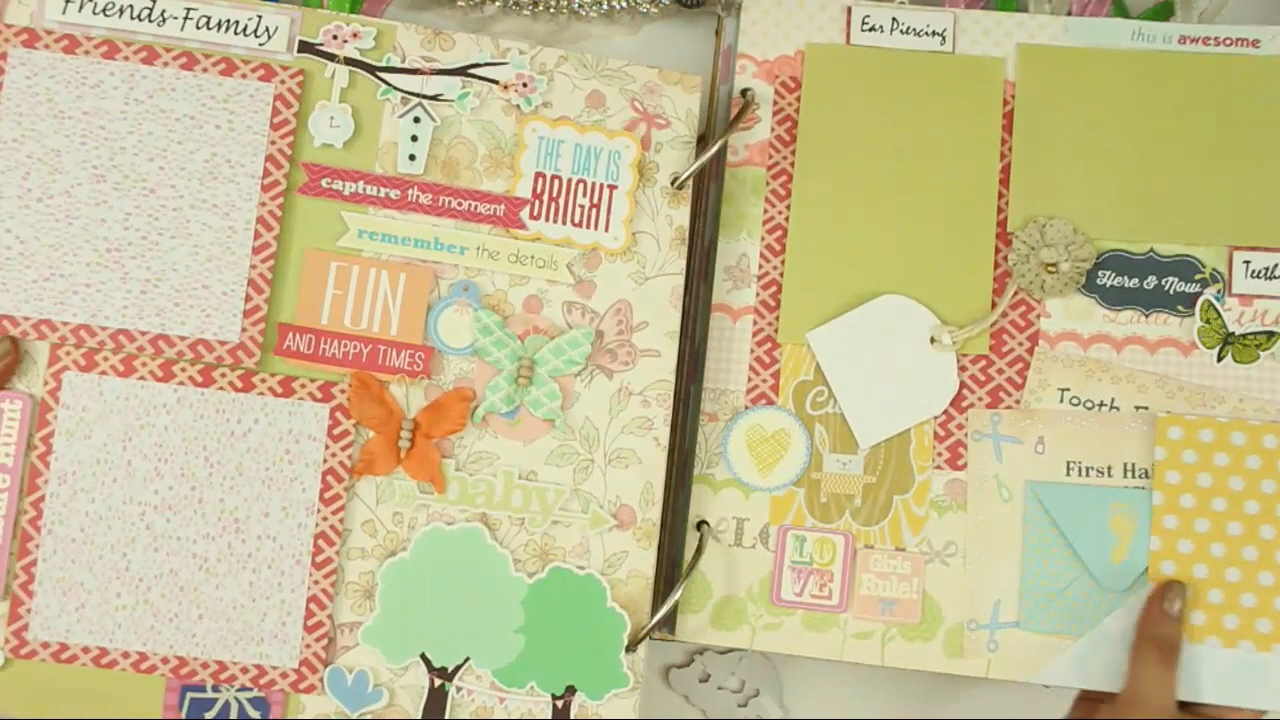 Friends-Family
THE DAY IS
BRIGHT
capture the moment
remember the details
FUN
AND HAPPY TIMES
baby
Ear Piercing
this is awesome
Here & Now
Tooth
First
LOVE
Girls
Rule!